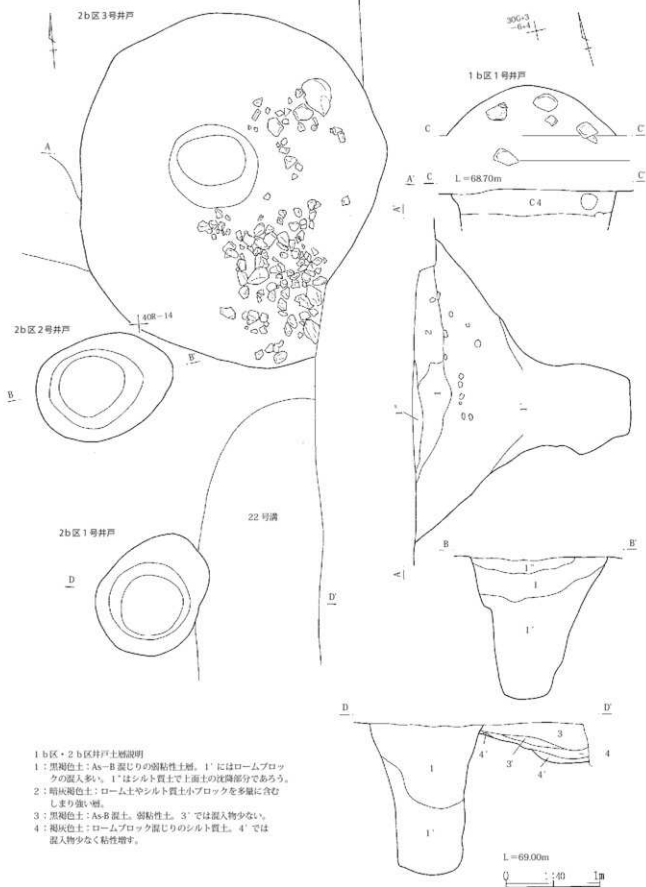 2b区3号井戸
30G+3
-6+4
1b区1号井戸
C
C'
A
A'
C
L=68.70m
C'
C4
A'
40R-14
2b区2号井戸
B'
B
2
1
1"
1'
22号溝
2b区1号井戸
B
B'
1"
1
1'
D
D'
A
D
D'
1
4'
3'
4'
3
4
1'
1b区・2b区井戸土層説明
1:黒褐色土:As-B混じりの弱粘性土層。1'にはロームブロッ
クの混入多い。1"はシルト質土で上面土の沈降部分であろう。
2:暗灰褐色土:ローム土やシルト質土小ブロックを多量に含む
しまり強い層。
3:黒褐色土:As-B混土。弱粘性土。3'では混入物少ない。
4:褐灰色土:ロームブロック混じりのシルト質土。4'では
混入物少なく粘性増す。
L=69.00m
0 1:40 1m